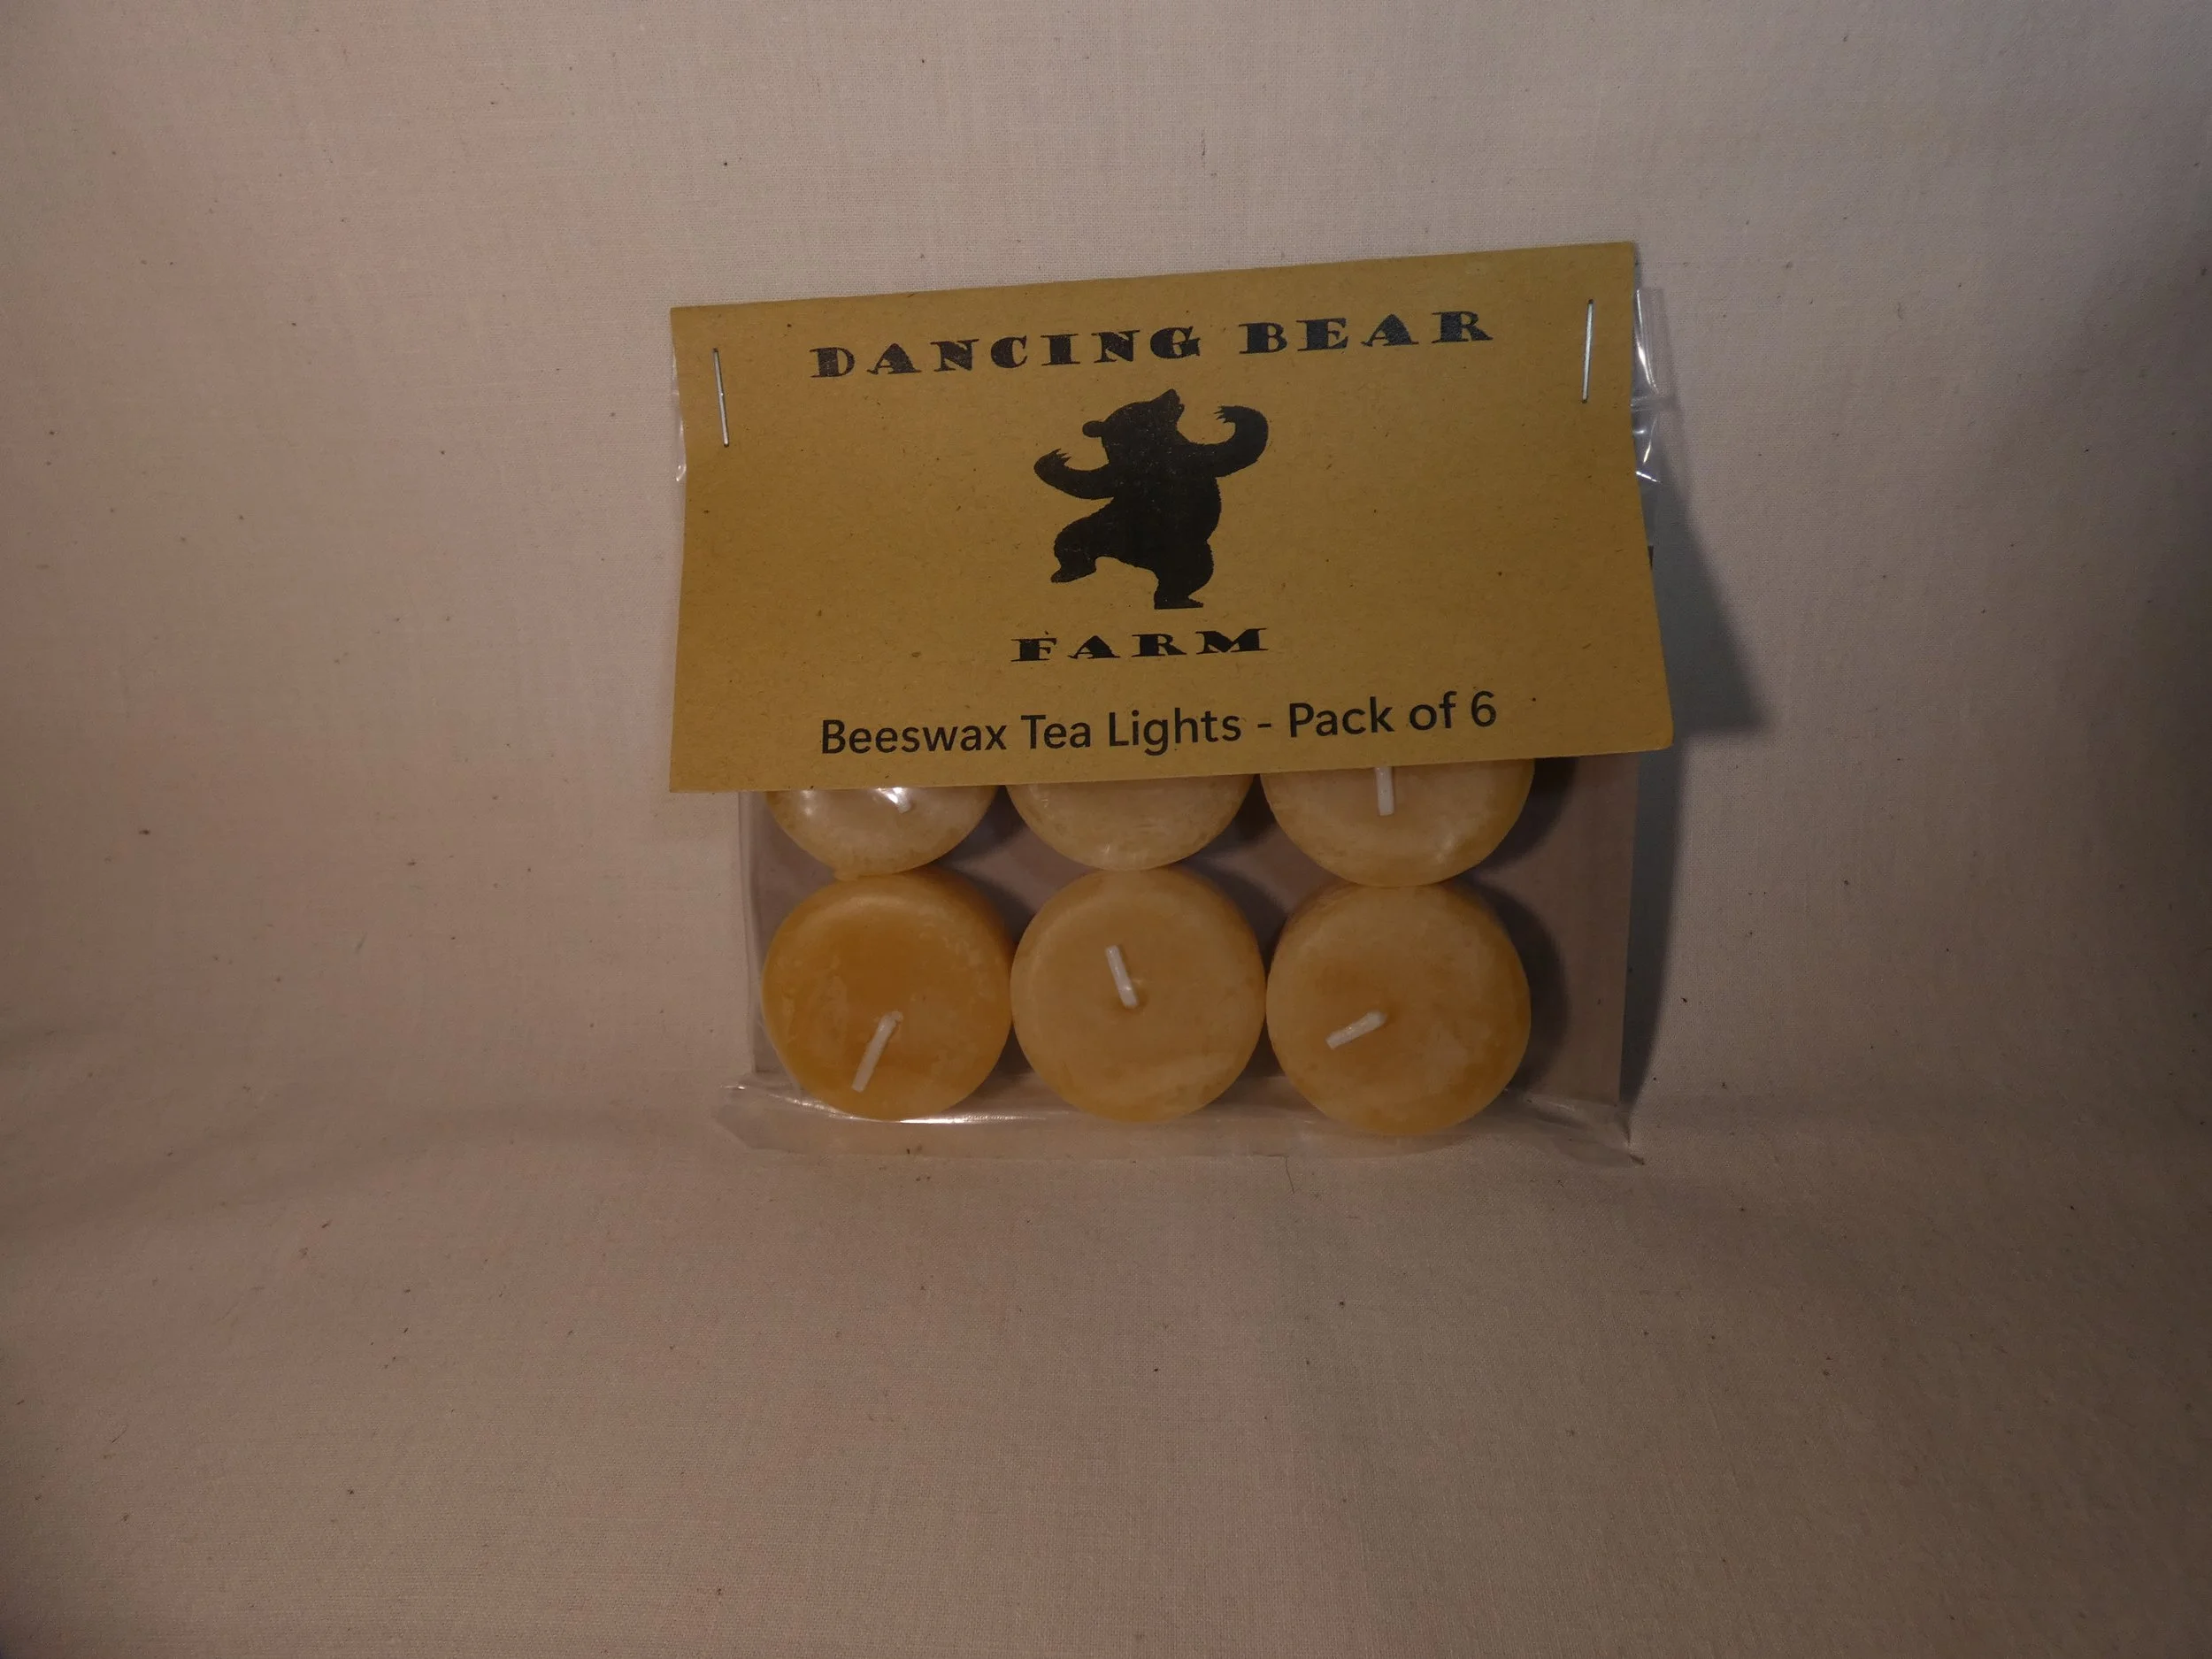 DANCING BEAR
FARM
Beeswax Tea Lights - Pack of 6